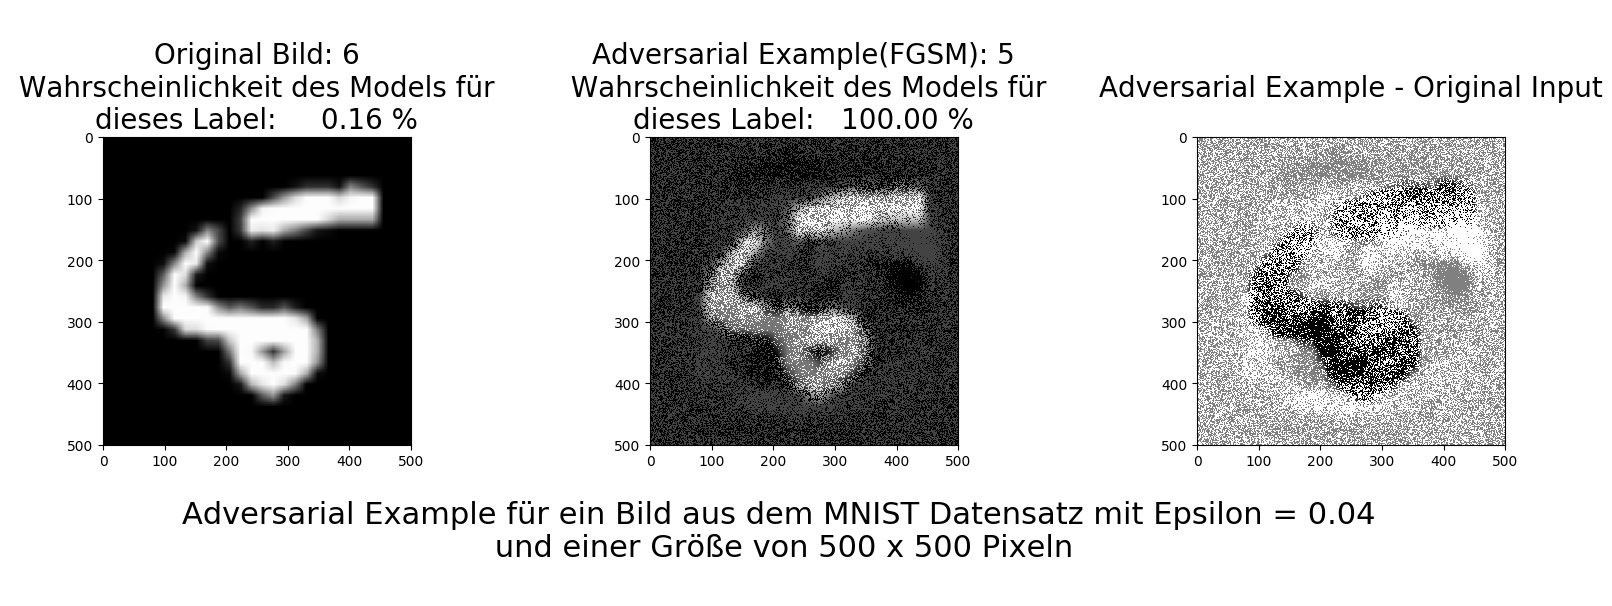 Original Bild: 6
Wahrscheinlichkeit des Models für
dieses Label: 0.16 %
0
100
200
300
400
500
0 100 200 300 400 500
Adversarial Example(FGSM): 5
Wahrscheinlichkeit des Models für
dieses Label: 100.00 %
0
100
200
300
400
500
0 100 200 300 400 500
Adversarial Example - Original Input
0
100
200
300
400
500
0 100 200 300 400 500
Adversarial Example für ein Bild aus dem MNIST Datensatz mit Epsilon = 0.04
und einer Größe von 500 x 500 Pixeln